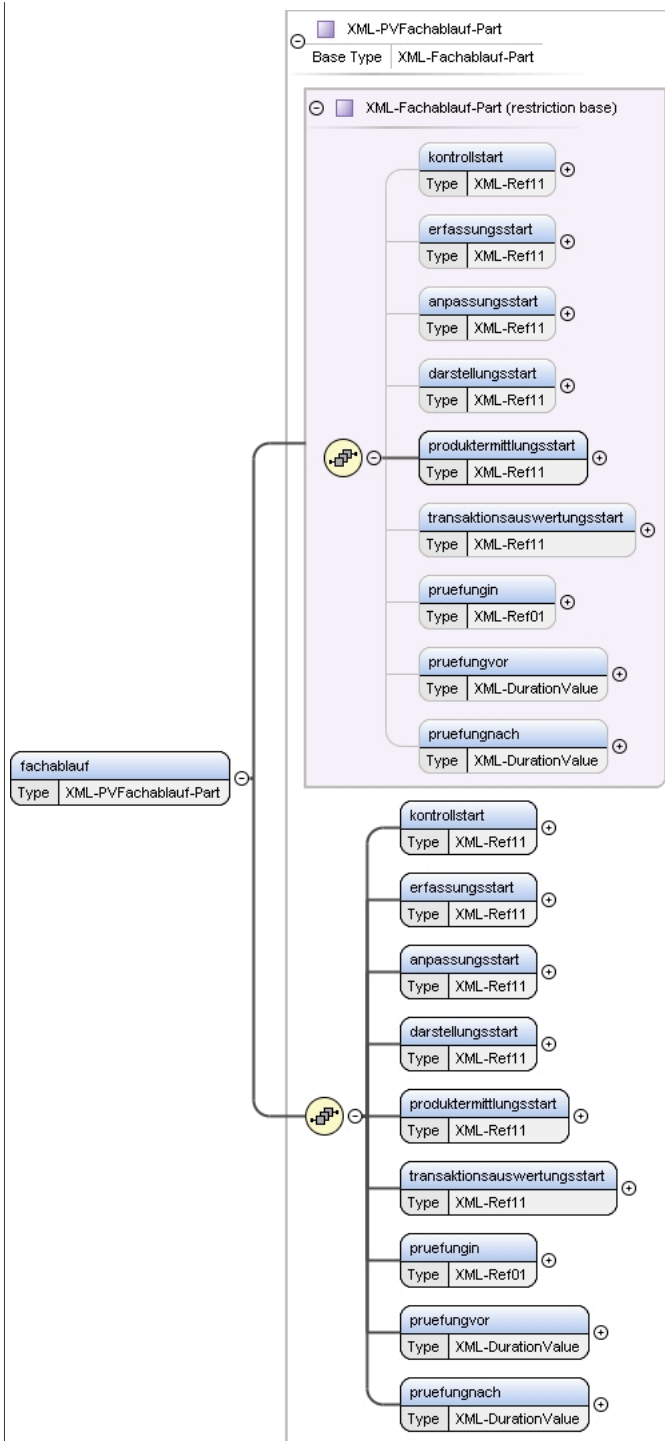 XML-PVFachablauf-Part
Base Type XML-Fachablauf-Part
XML-Fachablauf-Part (restriction base)
kontrollstart
Type XML-Ref11
erfassungsstart
Type XML-Ref11
anpassungsstart
Type XML-Ref11
darstellungsstart
Type XML-Ref11
produktermittlungsstart
Type XML-Ref11
transaktionsauswertungsstart
Type XML-Ref11
pruefungin
Type XML-Ref01
pruefungvor
Type XML-DurationValue
pruefungnach
Type XML-DurationValue
fachablauf
Type XML-PVFachablauf-Part
kontrollstart
Type XML-Ref11
erfassungsstart
Type XML-Ref11
anpassungsstart
Type XML-Ref11
darstellungsstart
Type XML-Ref11
produktermittlungsstart
Type XML-Ref11
transaktionsauswertungsstart
Type XML-Ref11
pruefungin
Type XML-Ref01
pruefungvor
Type XML-DurationValue
pruefungnach
Type XML-DurationValue